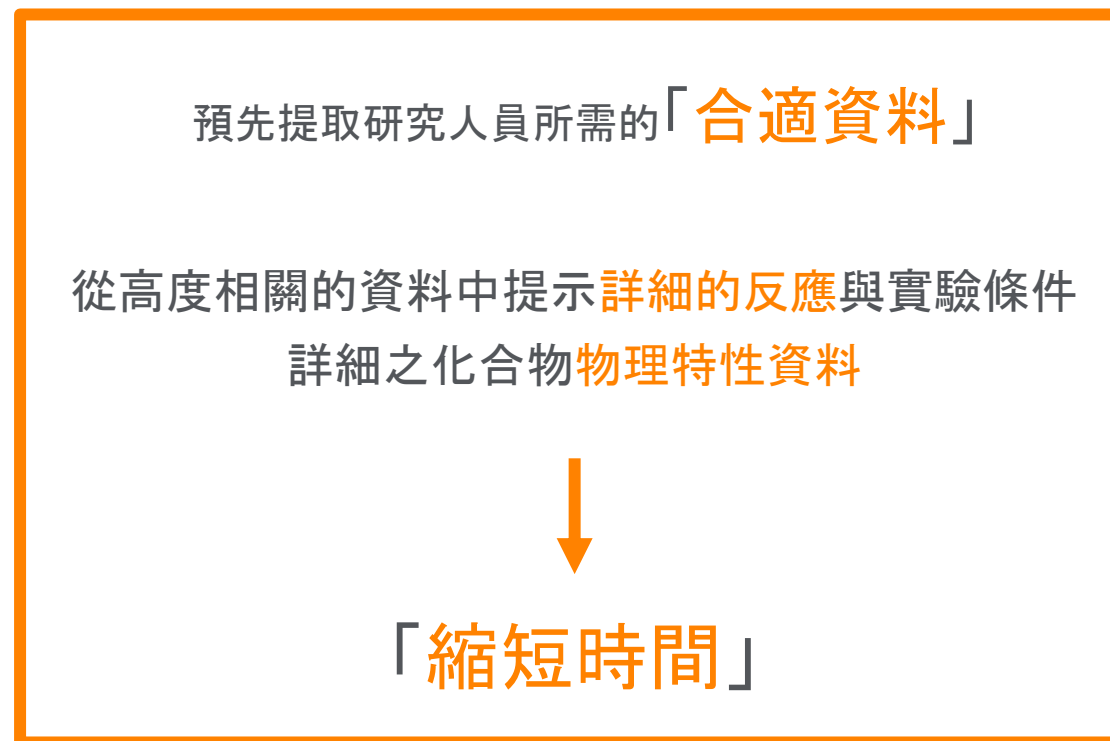 預先提取研究人員所需的「合適資料」
從高度相關的資料中提示詳細的反應與實驗條件
詳細之化合物物理特性資料
「縮短時間」